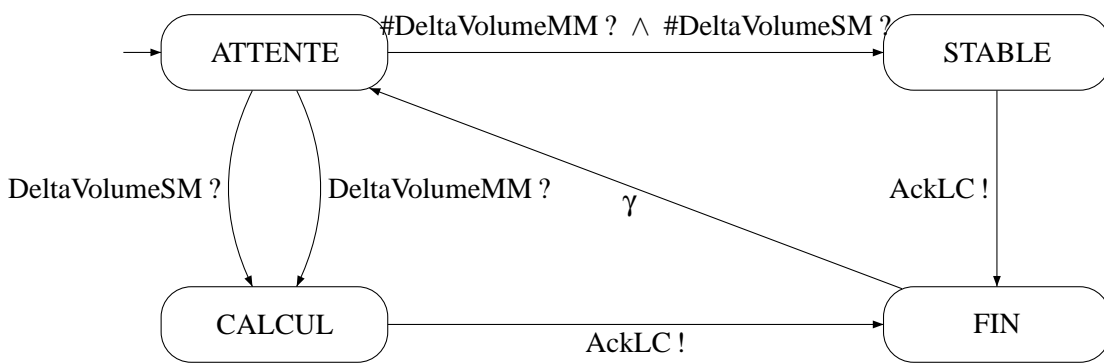 #DeltaVolumeMM ? ∧ #DeltaVolumeSM ?
ATTENTE
STABLE
DeltaVolumeSM ?
DeltaVolumeMM ?
AckLC !
γ
CALCUL
FIN
AckLC !